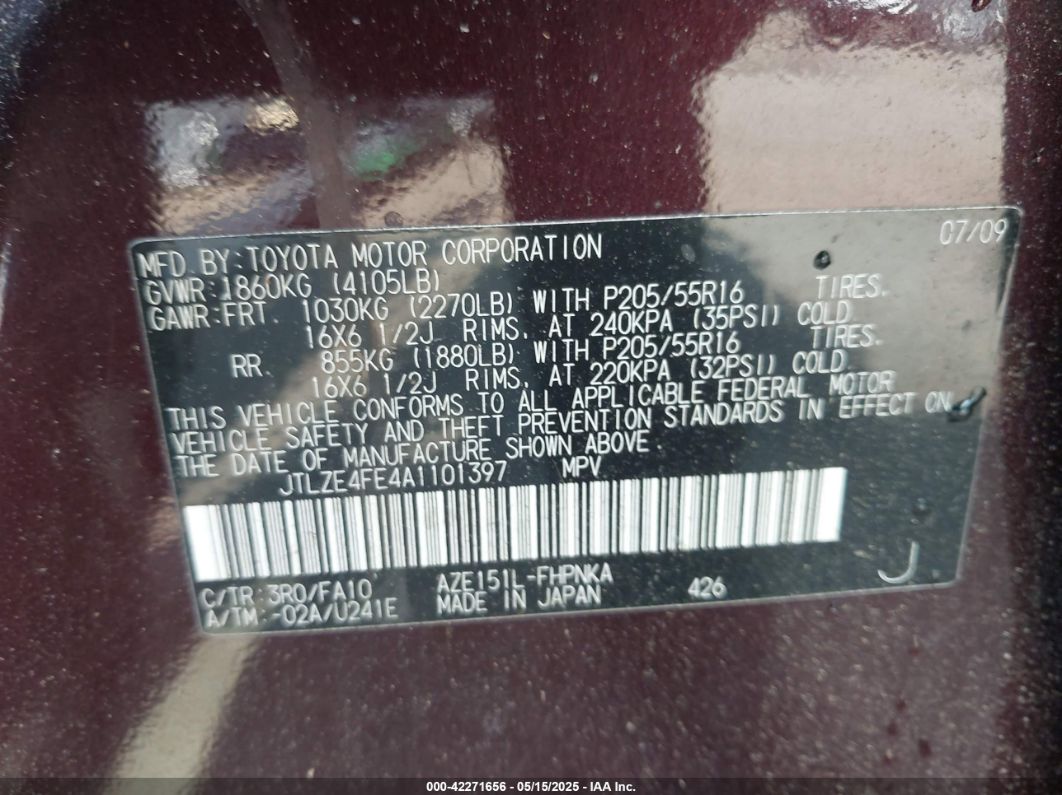 07/09
MFD. BY: TOYOTA MOTOR CORPORATION
GVWR: 1860KG (4105LB)
GAWR: FRT. 1030KG (2270LB) WITH P205/55R16 TIRES.
16X6 1/2J RIMS, AT 240KPA (35PSI) COLD.
RR. 855KG (1880LB) WITH P205/55R16 TIRES.
16X6 1/2J RIMS, AT 220KPA (32PSI) COLD.
THIS VEHICLE CONFORMS TO ALL APPLICABLE FEDERAL MOTOR
VEHICLE SAFETY AND THEFT PREVENTION STANDARDS IN EFFECT ON
THE DATE OF MANUFACTURE SHOWN ABOVE.
JTLZE4FE4A1101397 MPV
C/TR: 3R0/FA10 AZE151L-FHPNKA 426 J
A/TM: -02A/U241E MADE IN JAPAN
000-42271656 - 05/15/2025 - IAA Inc.